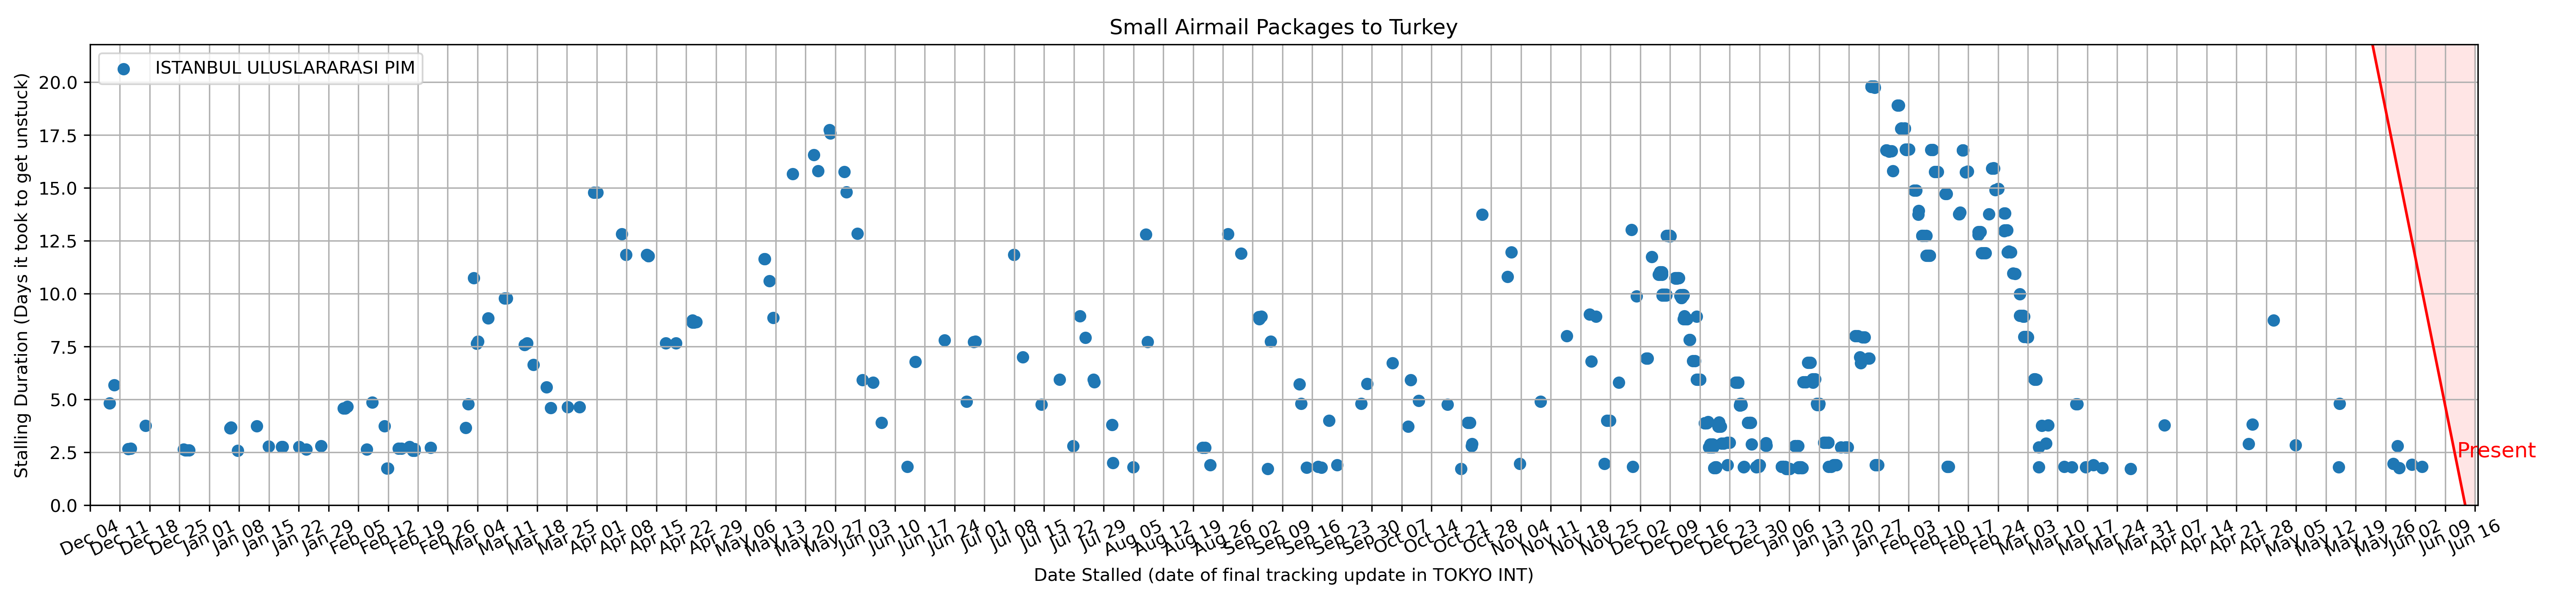 Small Airmail Packages to Turkey
ISTANBUL ULUSLARARASI PIM
Stalling Duration (Days it took to get unstuck)
20.0
17.5
15.0
12.5
10.0
7.5
5.0
2.5
0.0
Present
Dec 04
Dec 11
Dec 18
Dec 25
Jan 01
Jan 08
Jan 15
Jan 22
Jan 29
Feb 05
Feb 12
Feb 19
Feb 26
Mar 04
Mar 11
Mar 18
Mar 25
Apr 01
Apr 08
Apr 15
Apr 22
Apr 29
May 06
May 13
May 20
May 27
Jun 03
Jun 10
Jun 17
Jun 24
Jul 01
Jul 08
Jul 15
Jul 22
Jul 29
Aug 05
Aug 12
Aug 19
Aug 26
Sep 02
Sep 09
Sep 16
Sep 23
Sep 30
Oct 07
Oct 14
Oct 21
Oct 28
Nov 04
Nov 11
Nov 18
Nov 25
Dec 02
Dec 09
Dec 16
Dec 23
Dec 30
Jan 06
Jan 13
Jan 20
Jan 27
Feb 03
Feb 10
Feb 17
Feb 24
Mar 03
Mar 10
Mar 17
Mar 24
Mar 31
Apr 07
Apr 14
Apr 21
Apr 28
May 05
May 12
May 19
May 26
Jun 02
Jun 09
Jun 16
Date Stalled (date of final tracking update in TOKYO INT)